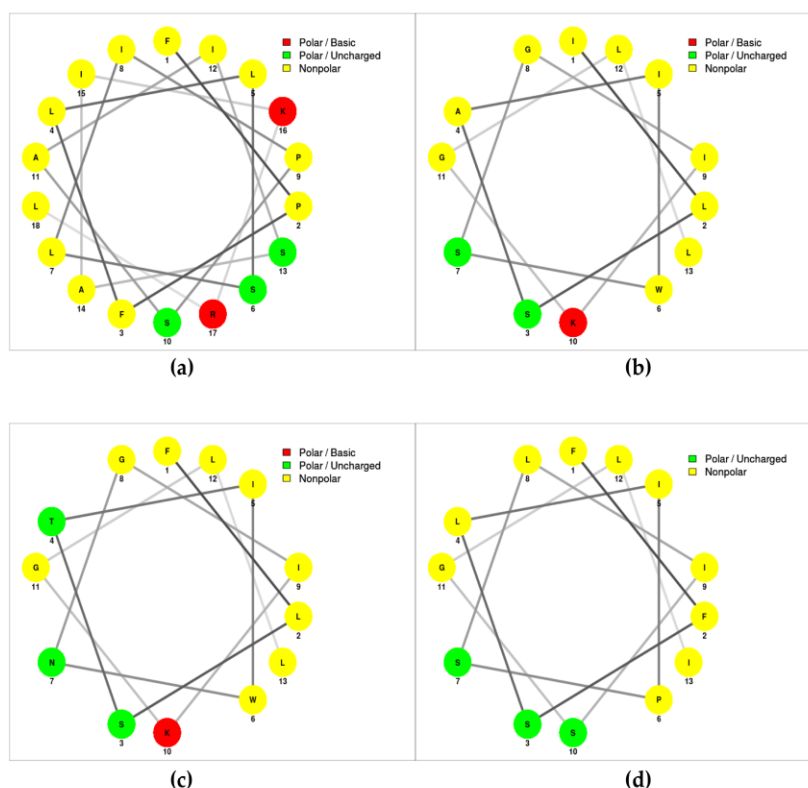 Polar / Basic
Polar / Uncharged
Nonpolar
F
1
I
8
I
12
I
15
L
5
L
4
K
16
A
11
P
9
L
18
P
2
L
7
S
13
A
14
S
6
F
3
R
17
S
10
(a)
Polar / Basic
Polar / Uncharged
Nonpolar
I
1
G
8
L
12
I
5
A
4
G
11
I
9
L
2
S
7
L
13
W
6
S
3
K
10
(b)
Polar / Basic
Polar / Uncharged
Nonpolar
F
1
G
8
L
12
I
5
T
4
G
11
I
9
L
2
N
7
L
13
W
6
S
3
K
10
(c)
Polar / Uncharged
Nonpolar
F
1
L
8
L
12
I
5
L
4
G
11
I
9
F
2
S
7
I
13
P
6
S
3
S
10
(d)